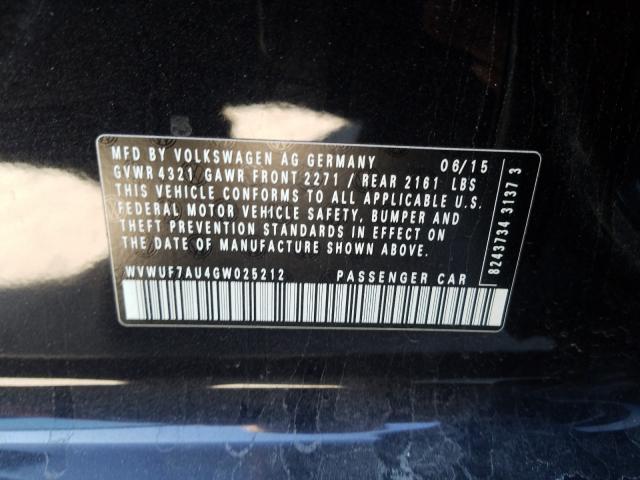 MFD BY VOLKSWAGEN AG GERMANY 06/15
GVWR 4321 GAWR FRONT 2271 / REAR 2161 LBS
THIS VEHICLE CONFORMS TO ALL APPLICABLE U.S.
FEDERAL MOTOR VEHICLE SAFETY, BUMPER AND
THEFT PREVENTION STANDARDS IN EFFECT ON
THE DATE OF MANUFACTURE SHOWN ABOVE.
WVWUF7AU4GW025212 PASSENGER CAR
8243734 3137 3